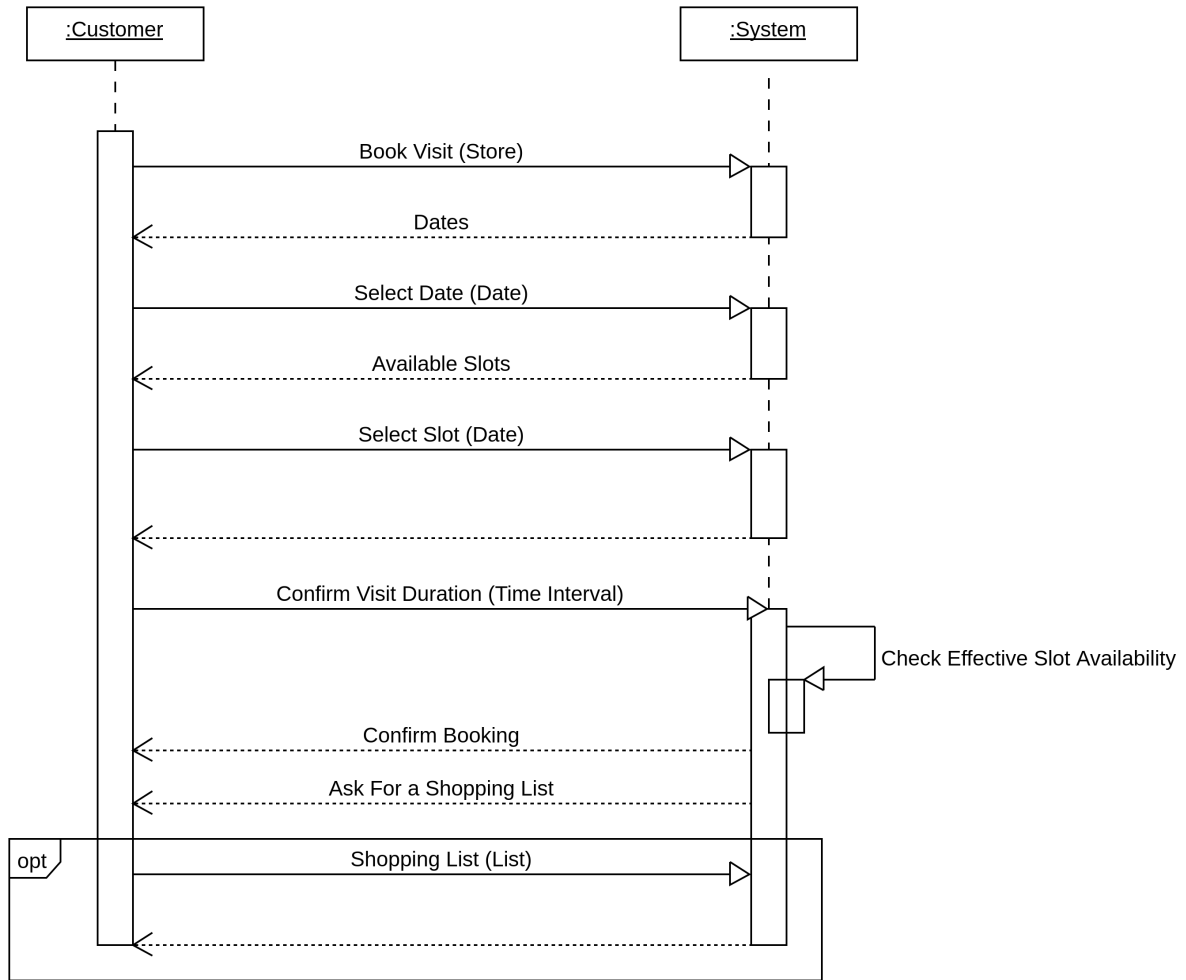 :Customer
:System
Book Visit (Store)
Dates
Select Date (Date)
Available Slots
Select Slot (Date)
Confirm Visit Duration (Time Interval)
Check Effective Slot Availability
Confirm Booking
Ask For a Shopping List
opt
Shopping List (List)